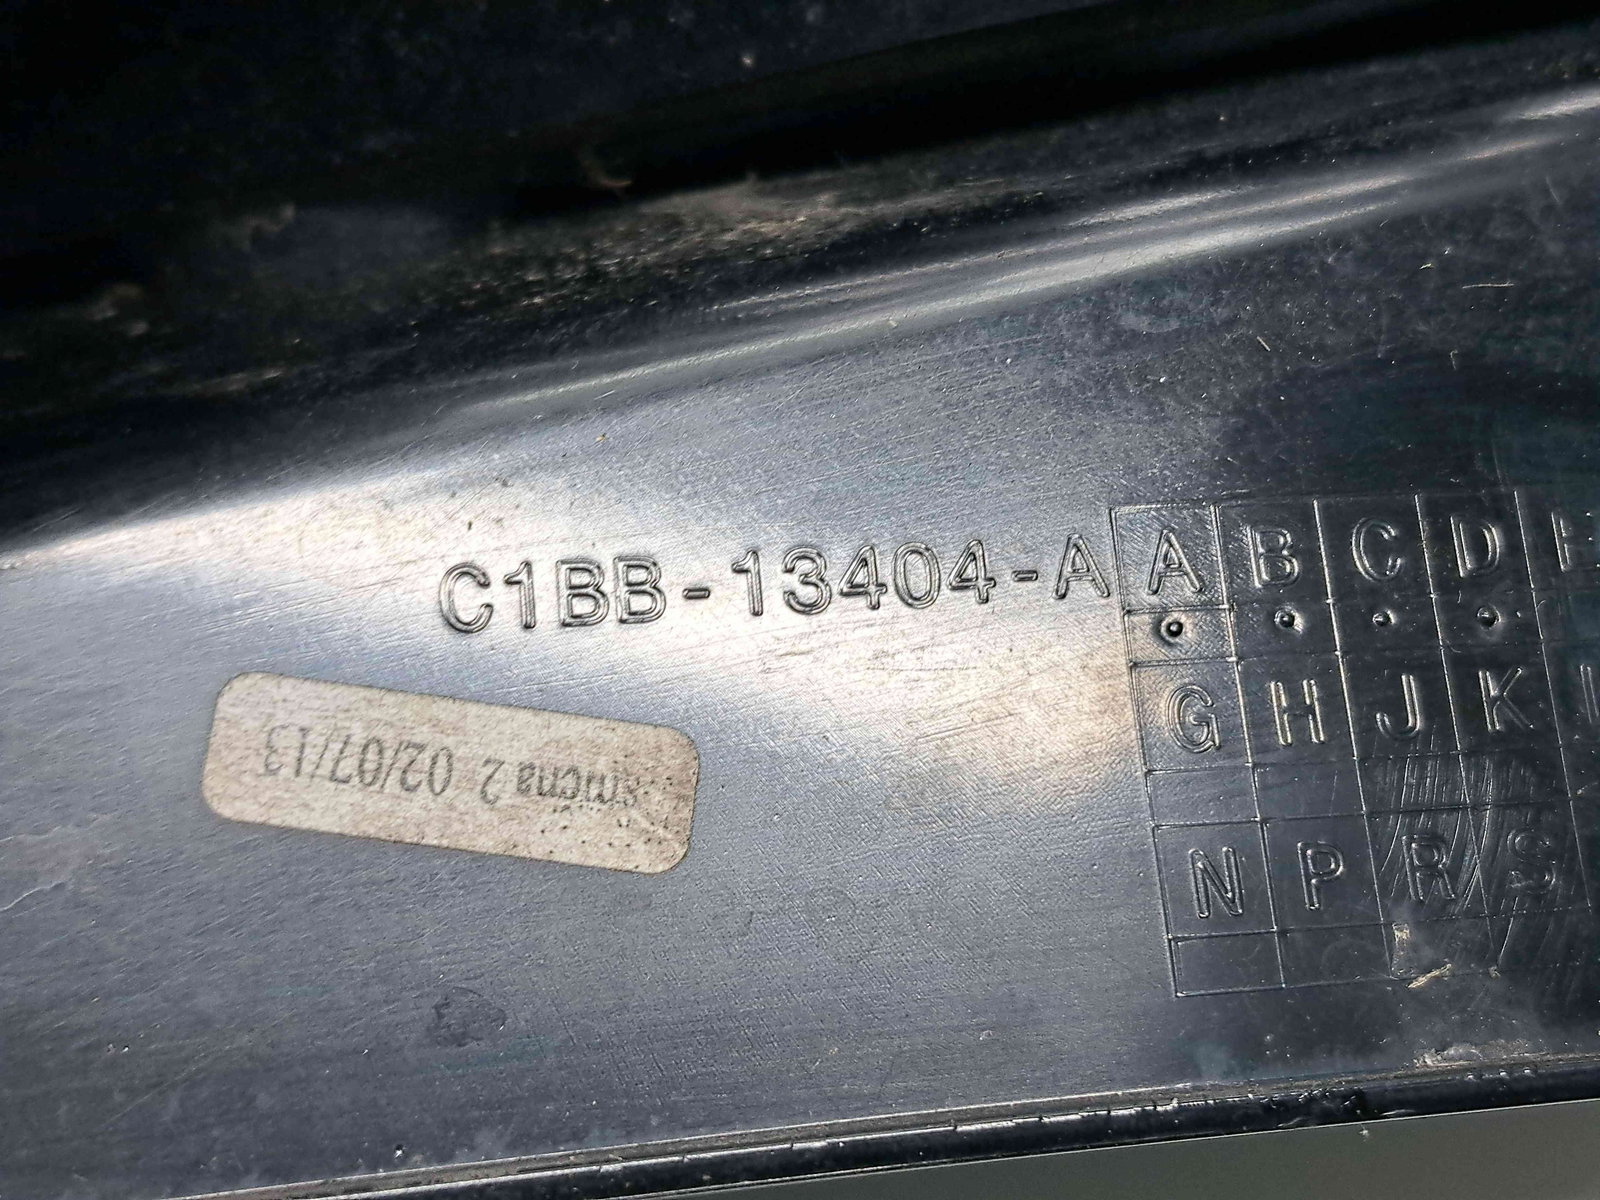 C1BB-13404-A
A B C D
G H J K
N P R S
smena 2 02/07/13